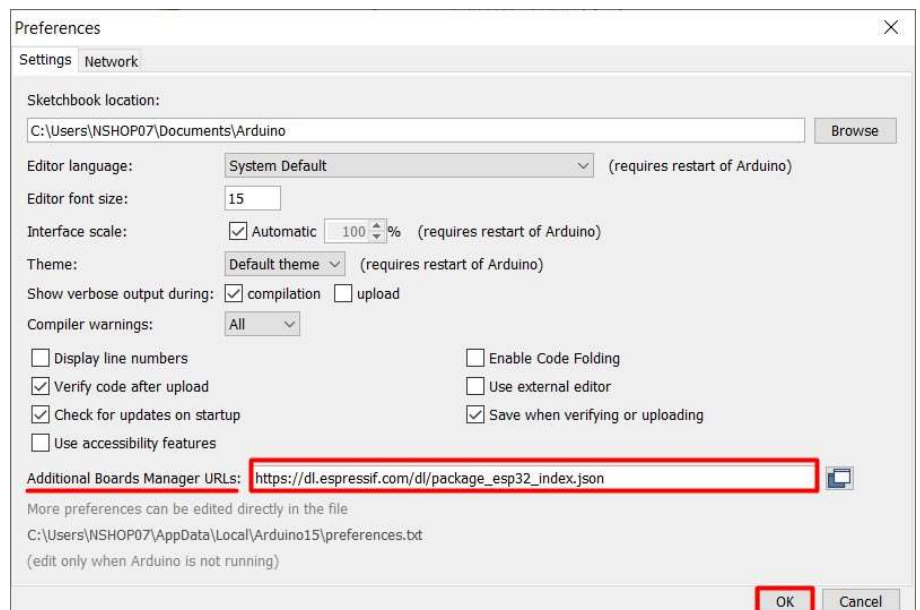 Preferences
Settings Network
Sketchbook location:
C:\Users\NSHOP07\Documents\Arduino Browse
Editor language: System Default (requires restart of Arduino)
Editor font size: 15
Interface scale: Automatic 100 % (requires restart of Arduino)
Theme: Default theme (requires restart of Arduino)
Show verbose output during: compilation upload
Compiler warnings: All
Display line numbers Enable Code Folding
Verify code after upload Use external editor
Check for updates on startup Save when verifying or uploading
Use accessibility features
Additional Boards Manager URLs: https://dl.espressif.com/dl/package_esp32_index.json
More preferences can be edited directly in the file
C:\Users\NSHOP07\AppData\Local\Arduino15\preferences.txt
(edit only when Arduino is not running)
OK Cancel